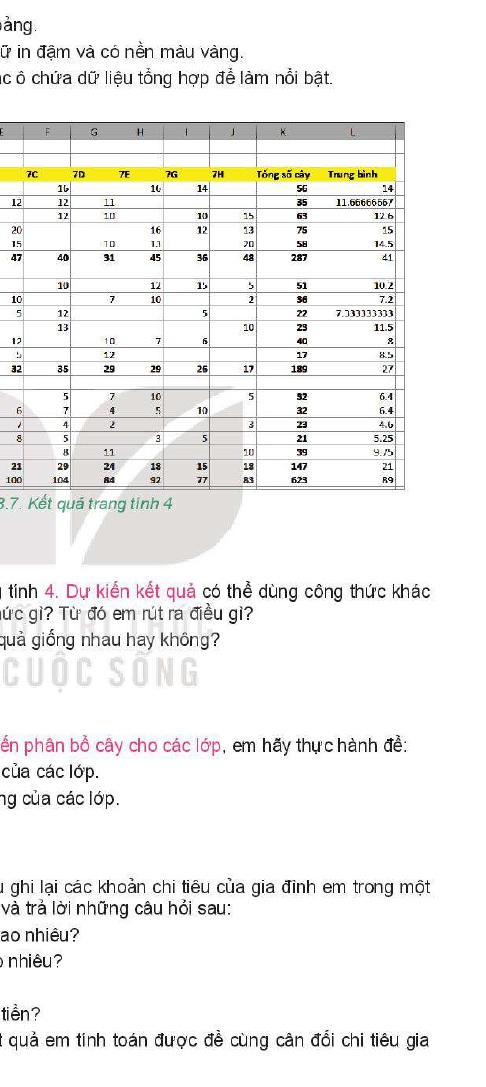 bảng.
ữ in đậm và có nền màu vàng.
ác ô chứa dữ liệu tổng hợp để làm nổi bật.
E F G H I J K L
7C 7D 7E 7G 7H Tổng số cây Trung bình
16 16 14 56 14
12 12 11 35 11.66666667
12 10 10 15 63 12.6
20 16 12 13 75 15
15 10 13 20 58 14.5
47 40 31 45 36 48 287 41
10 12 15 5 51 10.2
10 7 10 2 36 7.2
5 12 5 22 7.333333333
13 10 23 11.5
12 10 7 6 40 8
5 12 17 8.5
32 35 29 29 26 17 189 27
5 7 10 5 32 6.4
6 7 4 5 10 32 6.4
7 4 2 3 23 4.6
8 5 3 5 21 5.25
8 11 10 39 9.75
21 29 24 18 15 18 147 21
100 104 84 92 77 83 623 89
8.7. Kết quả trang tính 4
g tính 4. Dự kiến kết quả có thể dùng công thức khác
hức gì? Từ đó em rút ra điều gì?
quả giống nhau hay không?
TRI THỨC
CUỘC SỐNG
iến phân bổ cây cho các lớp, em hãy thực hành để:
của các lớp.
ng của các lớp.
u ghi lại các khoản chi tiêu của gia đình em trong một
và trả lời những câu hỏi sau:
ao nhiêu?
o nhiêu?
tiền?
t quả em tính toán được để cùng cân đối chi tiêu gia